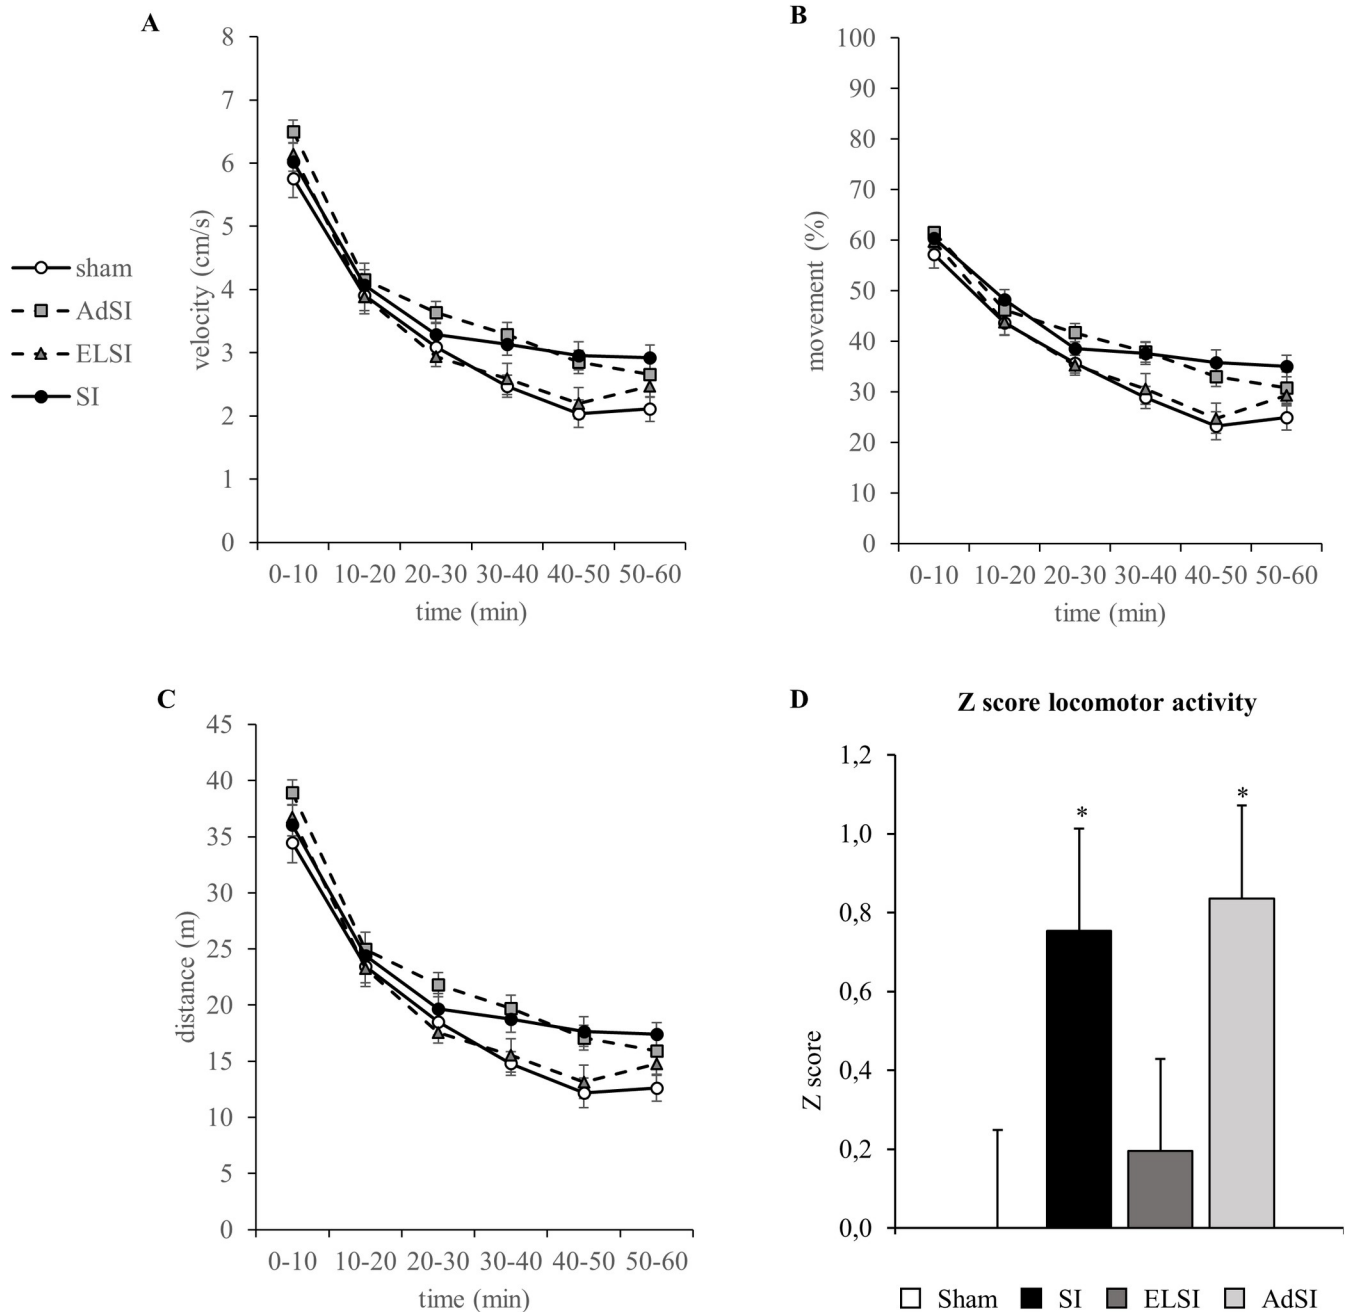 A
8
7
6
5
4
3
2
1
0
velocity (cm/s)
0-10 10-20 20-30 30-40 40-50 50-60
time (min)
sham
AdSI
ELSI
SI
B
100
90
80
70
60
50
40
30
20
10
0
movement (%)
0-10 10-20 20-30 30-40 40-50 50-60
time (min)
C
45
40
35
30
25
20
15
10
5
0
distance (m)
0-10 10-20 20-30 30-40 40-50 50-60
time (min)
D
Z score locomotor activity
1,2
1,0
0,8
0,6
0,4
0,2
0,0
Z score
*
*
Sham SI ELSI AdSI